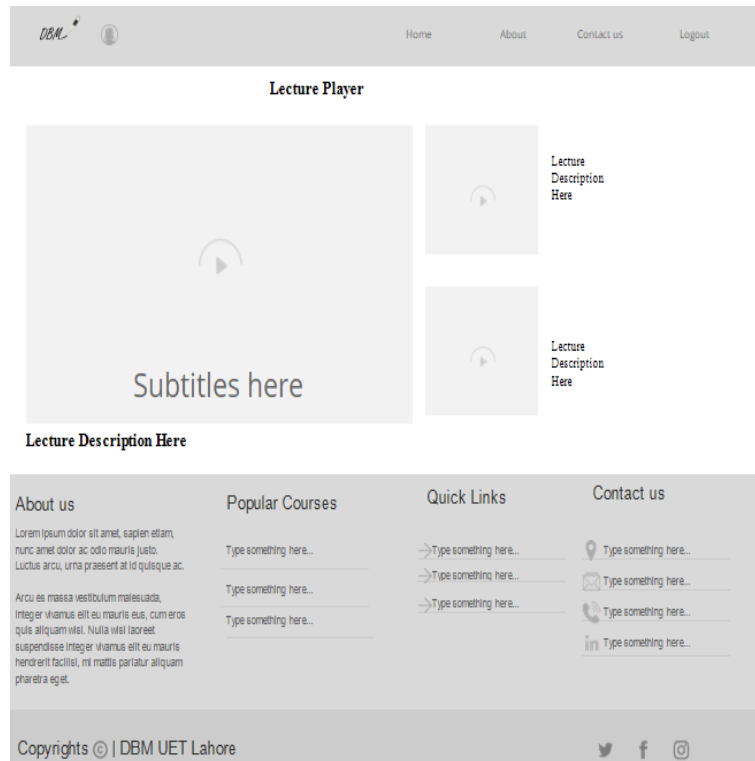 DBM
Home
About
Contact us
Logout
Lecture Player
Lecture
Description
Here
Subtitles here
Lecture
Description
Here
Lecture Description Here
About us
Lorem ipsum dolor sit amet, sapien etiam,
nunc amet dolor ac odio mauris justo.
Luctus arcu, urna praesent at id quisque ac.
Arcu es massa vestibulum malesuada,
integer vivamus elit eu mauris eus, cum eros
quis aliquam wisi. Nulla wisi laoreet
suspendisse integer vivamus elit eu mauris
hendrerit facilisi, mi mattis pariatur aliquam
pharetra eget.
Popular Courses
Type something here...
Type something here...
Type something here...
Quick Links
Type something here...
Type something here...
Type something here...
Contact us
Type something here...
Type something here...
Type something here...
in Type something here...
Copyrights © | DBM UET Lahore